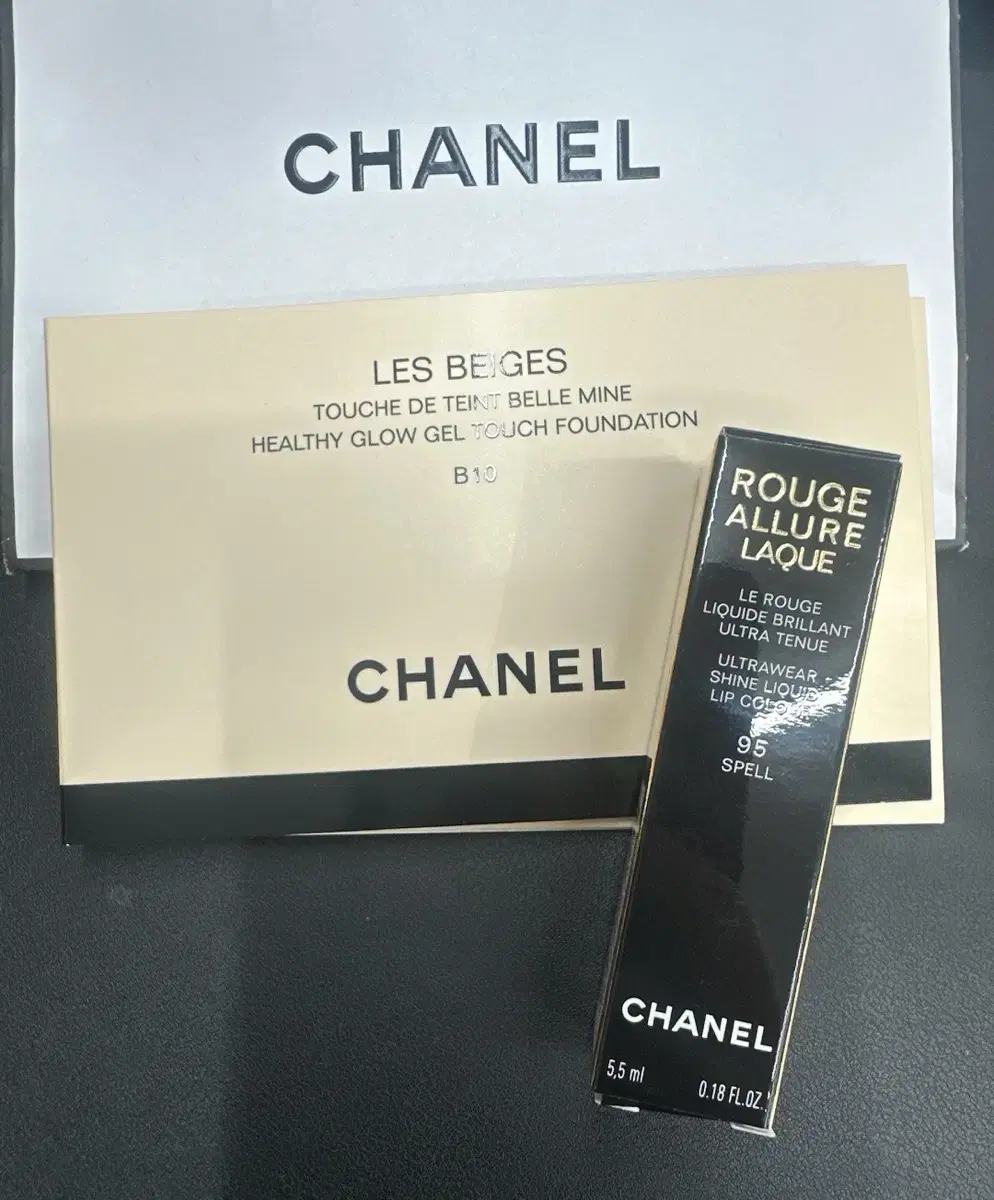 CHANEL
LES BEIGES
TOUCHE DE TEINT BELLE MINE
HEALTHY GLOW GEL TOUCH FOUNDATION
B10
CHANEL
ROUGE
ALLURE
LAQUE
LE ROUGE
LIQUIDE BRILLANT
ULTRA TENUE
ULTRAWEAR
SHINE LIQUID
LIP COLOUR
95
SPELL
CHANEL
5,5 ml
0.18 FL.OZ.